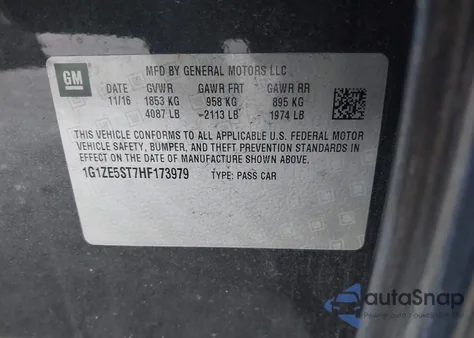 GM
MFD BY GENERAL MOTORS LLC
DATE GVWR GAWR FRT GAWR RR
11/16 1853 KG 958 KG 895 KG
4087 LB 2113 LB 1974 LB
THIS VEHICLE CONFORMS TO ALL APPLICABLE U.S. FEDERAL MOTOR
VEHICLE SAFETY, BUMPER, AND THEFT PREVENTION STANDARDS IN
EFFECT ON THE DATE OF MANUFACTURE SHOWN ABOVE.
1G1ZE5ST7HF173979 TYPE: PASS CAR
autaSnap